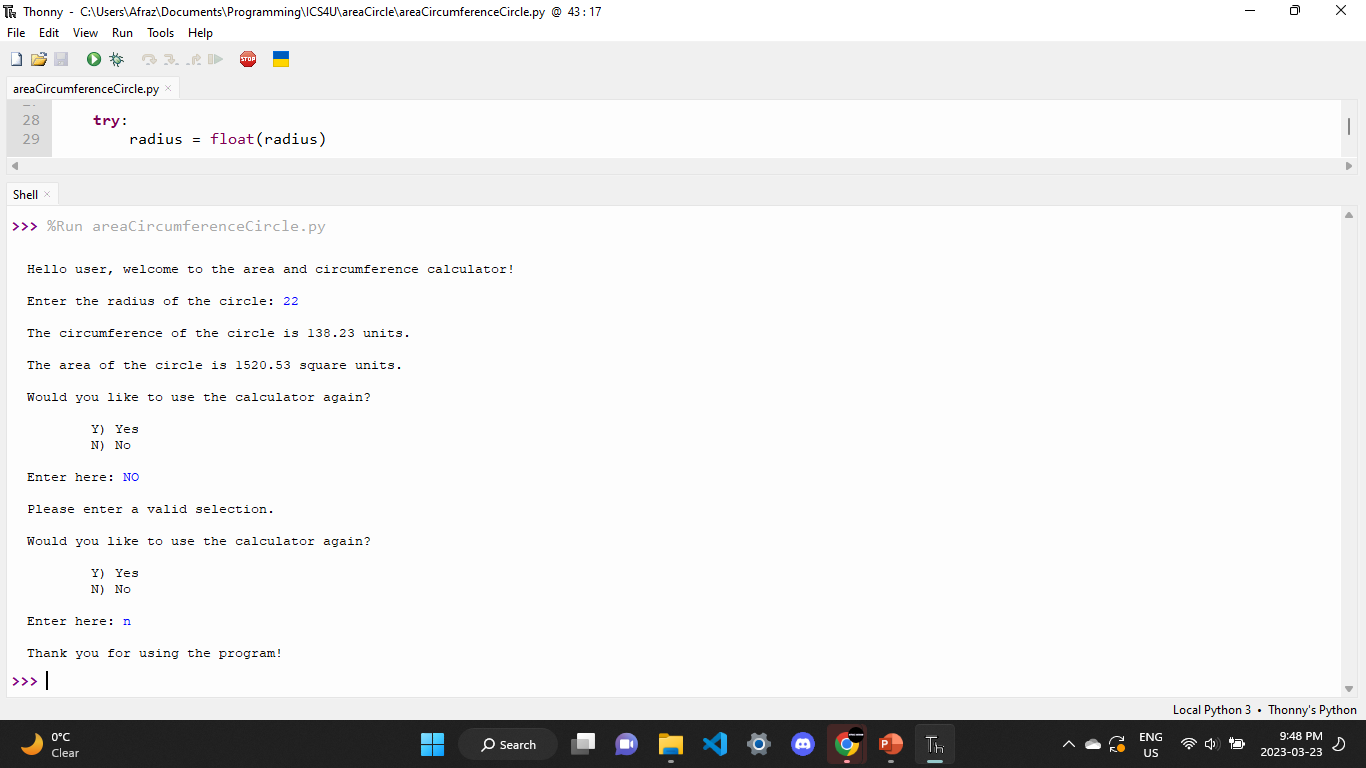 Thonny - C:\Users\Afraz\Documents\Programming\ICS4U\areaCircle\areaCircumferenceCircle.py @ 43 : 17
File Edit View Run Tools Help
STOP
areaCircumferenceCircle.py ×
28 try:
29 radius = float(radius)
Shell ×
>>> %Run areaCircumferenceCircle.py
Hello user, welcome to the area and circumference calculator!
Enter the radius of the circle: 22
The circumference of the circle is 138.23 units.
The area of the circle is 1520.53 square units.
Would you like to use the calculator again?
Y) Yes
N) No
Enter here: NO
Please enter a valid selection.
Would you like to use the calculator again?
Y) Yes
N) No
Enter here: n
Thank you for using the program!
>>>
Local Python 3 • Thonny's Python
0°C
Clear
Search
ENG
US
9:48 PM
2023-03-23